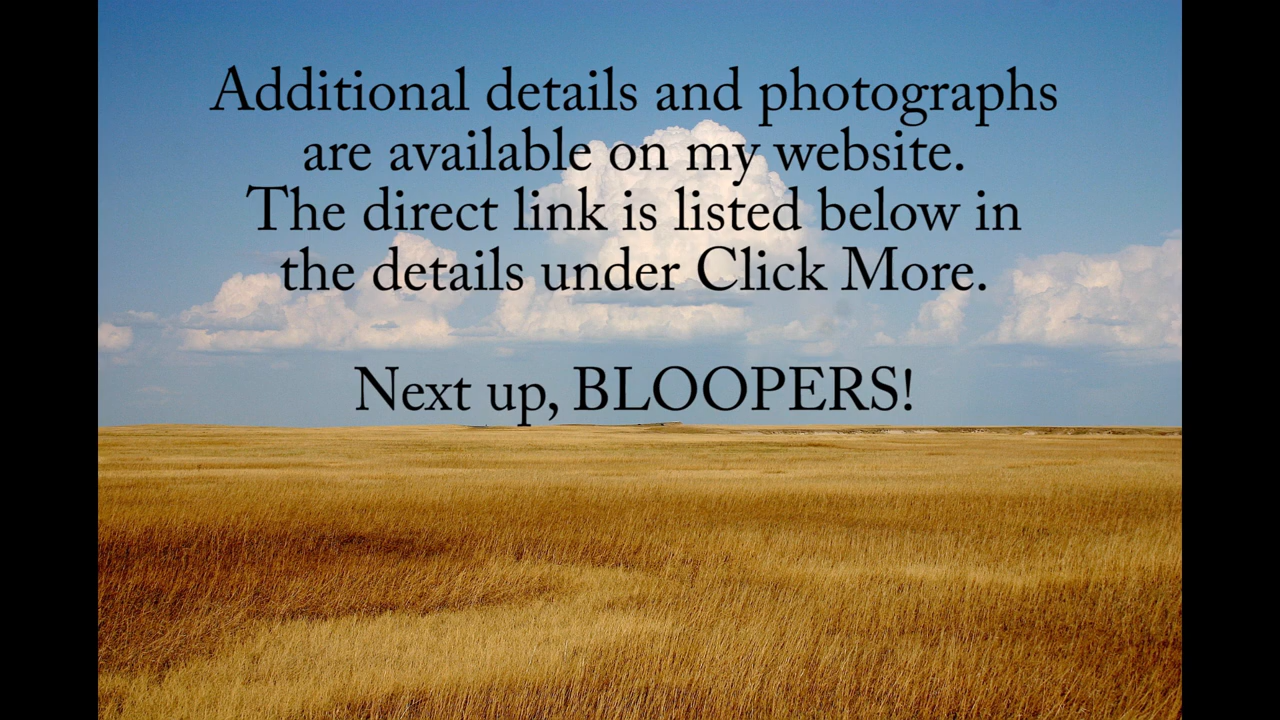 Additional details and photographs
are available on my website.
The direct link is listed below in
the details under Click More.
Next up, BLOOPERS!